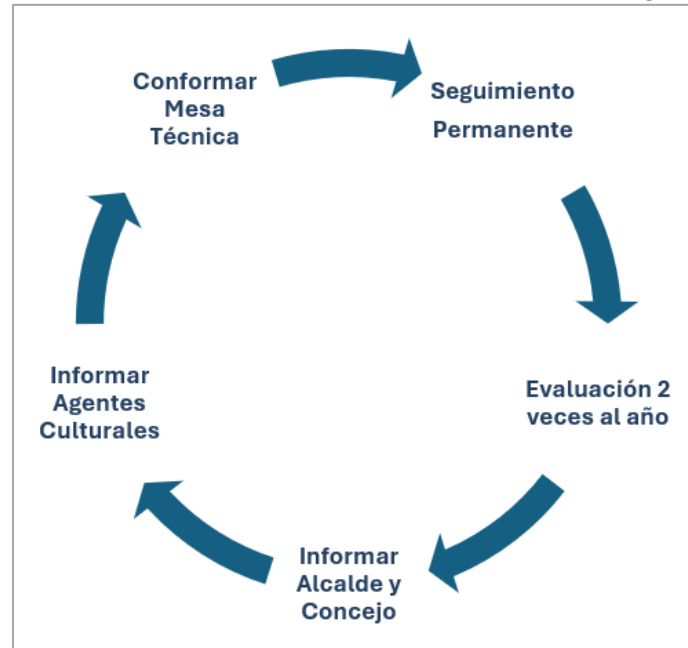 Conformar
Mesa
Técnica
Seguimiento
Permanente
Evaluación 2
veces al año
Informar
Alcalde y
Concejo
Informar
Agentes
Culturales